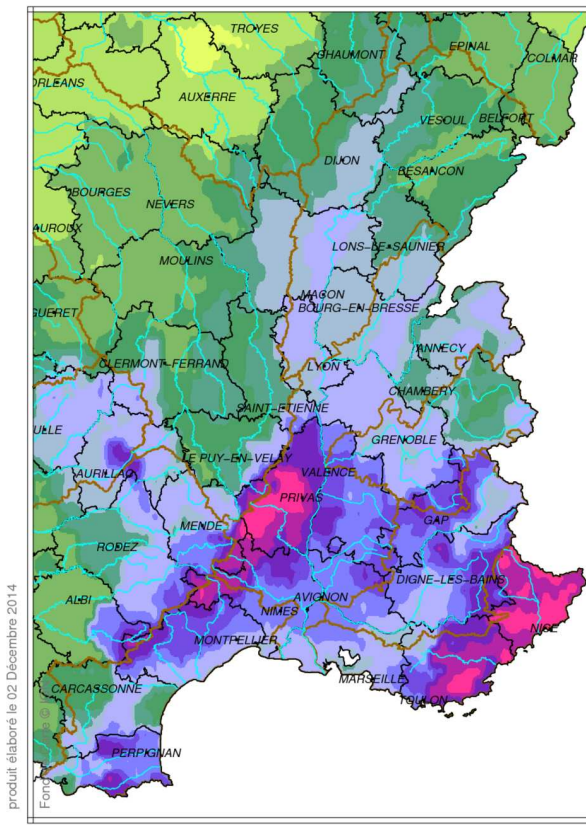 TROYES
CHAUMONT
EPINAL
COLMAR
ORLEANS
AUXERRE
VESOUL
BELFORT
DIJON
BESANCON
BOURGES
NEVERS
AUROUX
LONS-LE-SAUNIER
MOULINS
MACON
BOURG-EN-BRESSE
GUERET
ANNECY
CLERMONT-FERRAND
LYON
CHAMBERY
SAINT-ETIENNE
ULLE
GRENOBLE
LE PUY-EN-VELAY
AURILLAC
VALENCE
PRIVAS
MENDE
GAP
RODEZ
DIGNE-LES-BAINS
ALBI
AVIGNON
NIMES
NICE
MONTPELLIER
MARSEILLE
CARCASSONNE
TOULON
PERPIGNAN
produit élaboré le 02 Décembre 2014
Fond